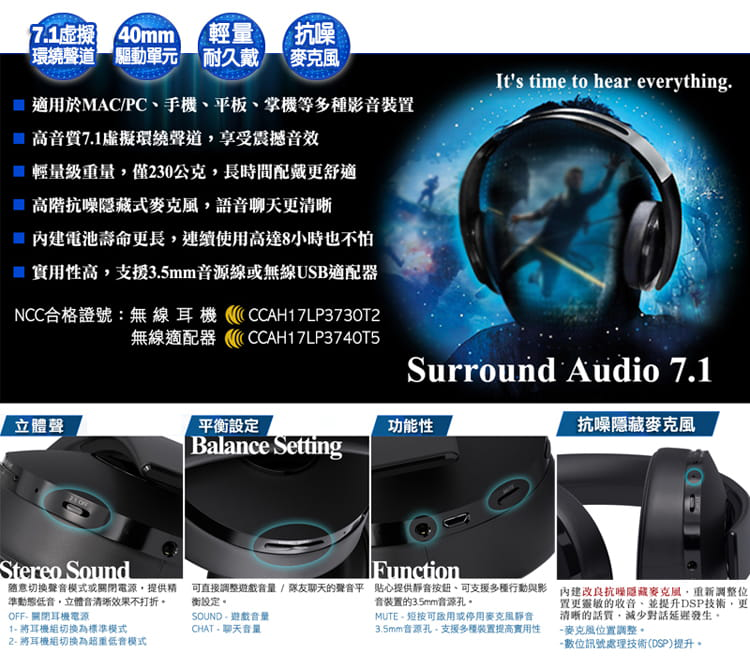 7.1虛擬
環繞聲道
40mm
驅動單元
輕量
耐久戴
抗噪
麥克風
It's time to hear everything.
適用於MAC/PC、手機、平板、掌機等多種影音裝置
高音質7.1虛擬環繞聲道，享受震撼音效
輕量級重量，僅230公克，長時間配戴更舒適
高階抗噪隱藏式麥克風，語音聊天更清晰
內建電池壽命更長，連續使用高達8小時也不怕
實用性高，支援3.5mm音源線或無線USB適配器
NCC合格證號：無線耳機 CCAH17LP3730T2
無線適配器 CCAH17LP3740T5
Surround Audio 7.1
立體聲
2 1 OFF
Stereo Sound
隨意切換聲音模式或關閉電源，提供精
準動態低音，立體音清晰效果不打折。
OFF- 關閉耳機電源
1- 將耳機組切換為標準模式
2- 將耳機組切換為超重低音模式
平衡設定
Balance Setting
可直接調整遊戲音量 / 隊友聊天的聲音平
衡設定。
SOUND - 遊戲音量
CHAT - 聊天音量
功能性
Function
貼心提供靜音按鈕、可支援多種行動與影
音裝置的3.5mm音源孔。
MUTE - 短按可啟用或停用麥克風靜音
3.5mm音源孔 - 支援多種裝置提高實用性
抗噪隱藏麥克風
內建改良抗噪隱藏麥克風，重新調整位
置更靈敏的收音、並提升DSP技術，更
清晰的話質，減少對話延遲發生。
-麥克風位置調整。
-數位訊號處理技術(DSP)提升。